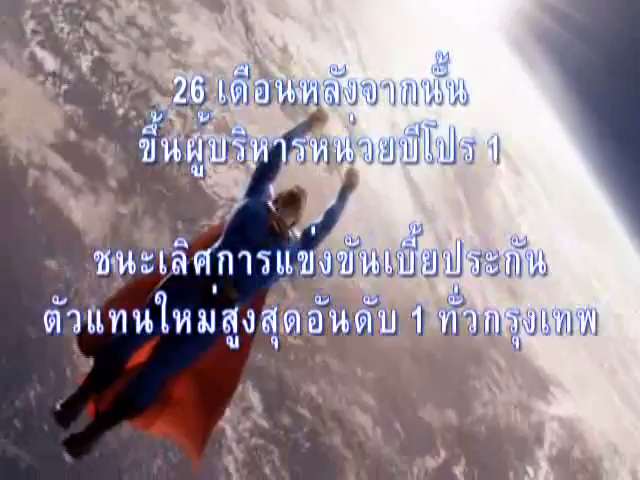 26 เดือนหลังจากนั้น
ขึ้นผู้บริหารหน่วยบีโปร 1
ชนะเลิศการแข่งขันเบี้ยประกัน
ตัวแทนใหม่สูงสุดอันดับ 1 ทั่วกรุงเทพ